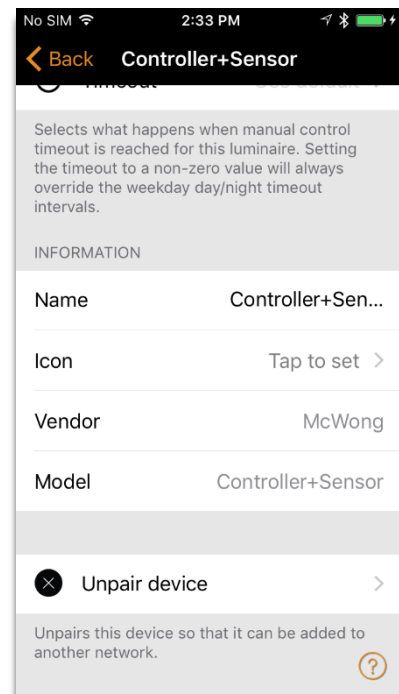 No SIM 2:33 PM
Back Controller+Sensor
Selects what happens when manual control
timeout is reached for this luminaire. Setting
the timeout to a non-zero value will always
override the weekday day/night timeout
intervals.
INFORMATION
Name Controller+Sen...
Icon Tap to set
Vendor McWong
Model Controller+Sensor
Unpair device
Unpairs this device so that it can be added to
another network.
?